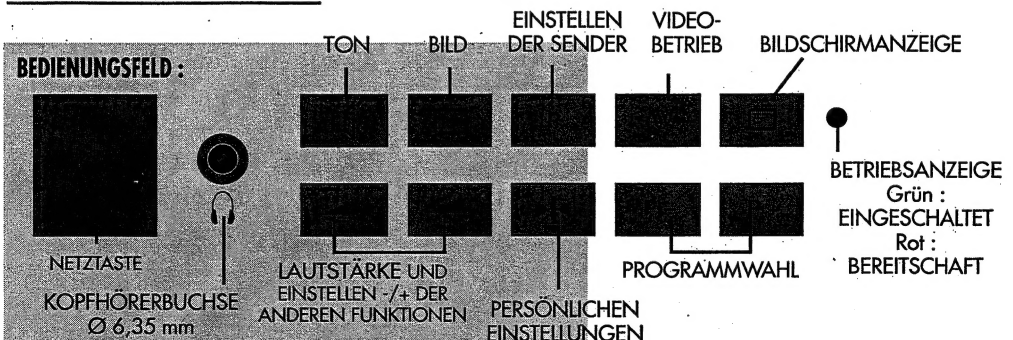 BEDIENUNGSFELD :
TON
BILD
EINSTELLEN
DER SENDER
VIDEO-
BETRIEB
BILDSCHIRMANZEIGE
BETRIEBSANZEIGE
Grün :
EINGESCHALTET
Rot :
BEREITSCHAFT
NETZTASTE
KOPFHÖRERBUCHSE
Ø 6,35 mm
LAUTSTÄRKE UND
EINSTELLEN -/+ DER
ANDEREN FUNKTIONEN
PERSÖNLICHEN
EINSTELLUNGEN
PROGRAMMWAHL